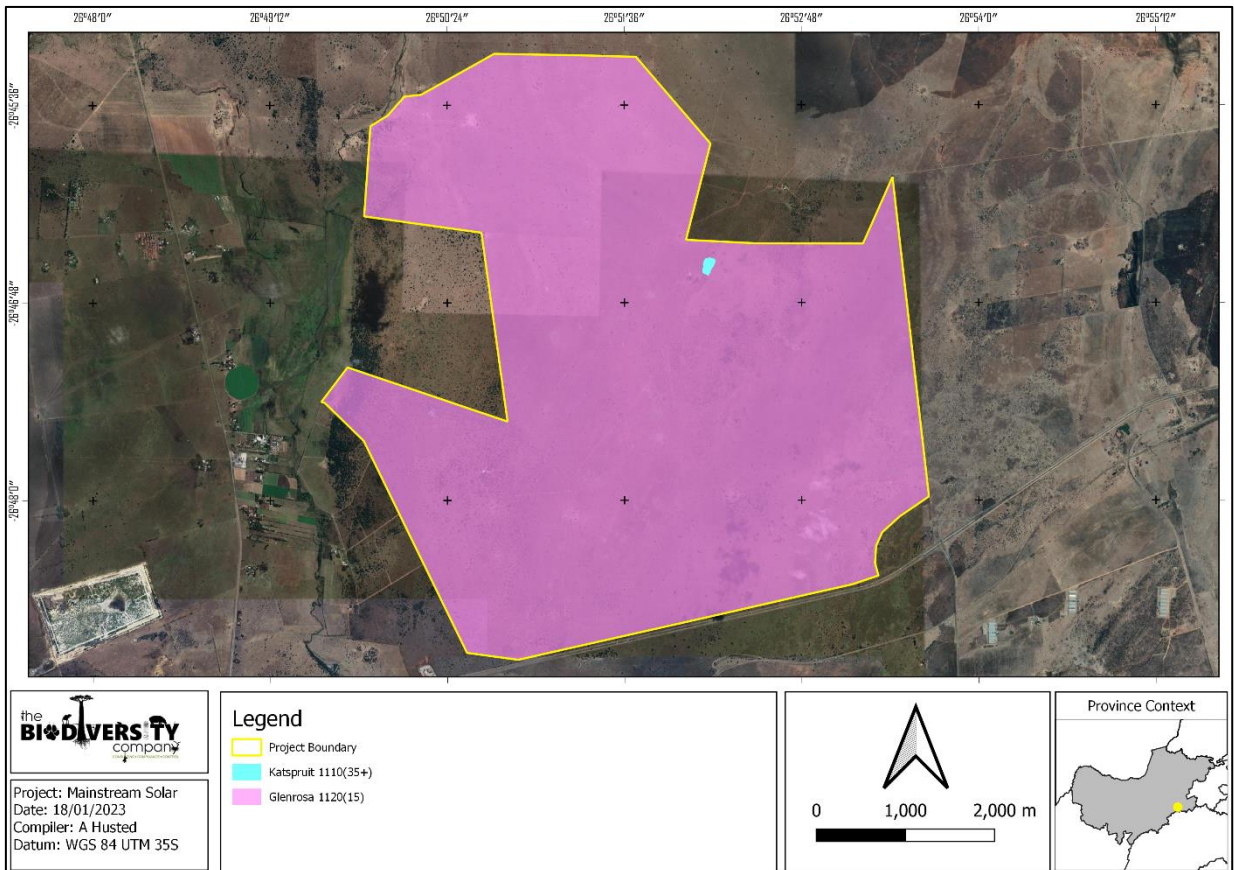 26°48'0" 26°49'12" 26°50'24" 26°51'36" 26°52'48" 26°54'0" 26°55'12"
-26°45'36"
-26°46'48"
-26°48'0"
the
BIODIVERSITY
company
Project: Mainstream Solar
Date: 18/01/2023
Compiler: A Husted
Datum: WGS 84 UTM 35S
Legend
Project Boundary
Katspruit 1110(35+)
Glenrosa 1120(15)
0 1,000 2,000 m
Province Context